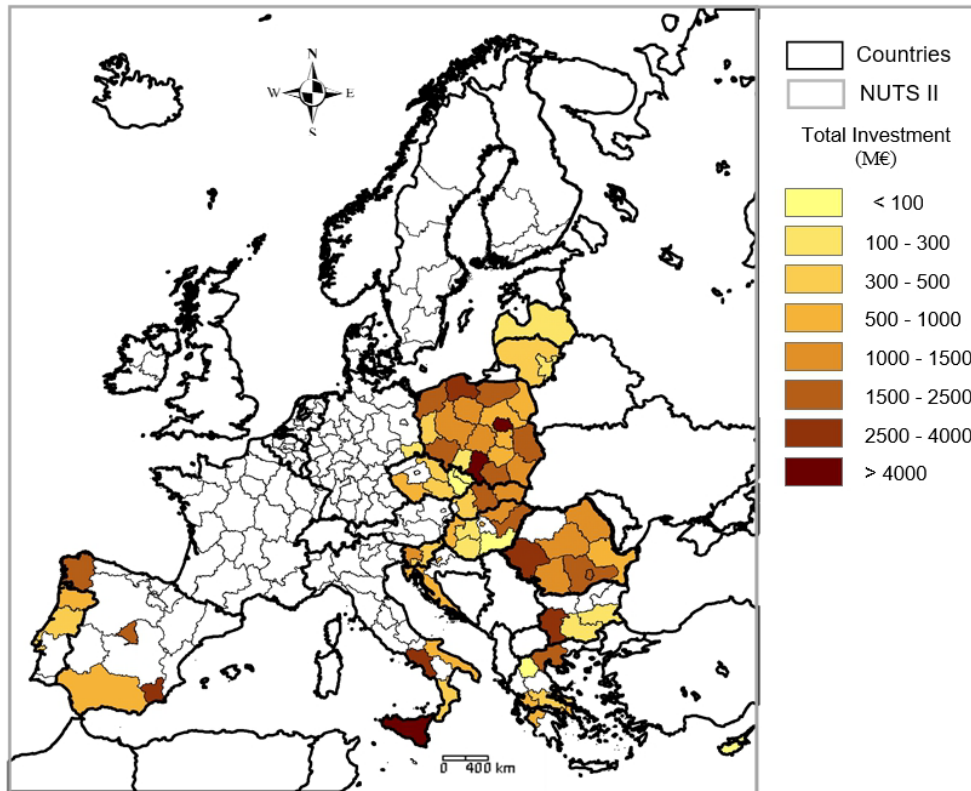 N
W E
S
Countries
NUTS II
Total Investment
(M€)
< 100
100 - 300
300 - 500
500 - 1000
1000 - 1500
1500 - 2500
2500 - 4000
> 4000
0 400 km